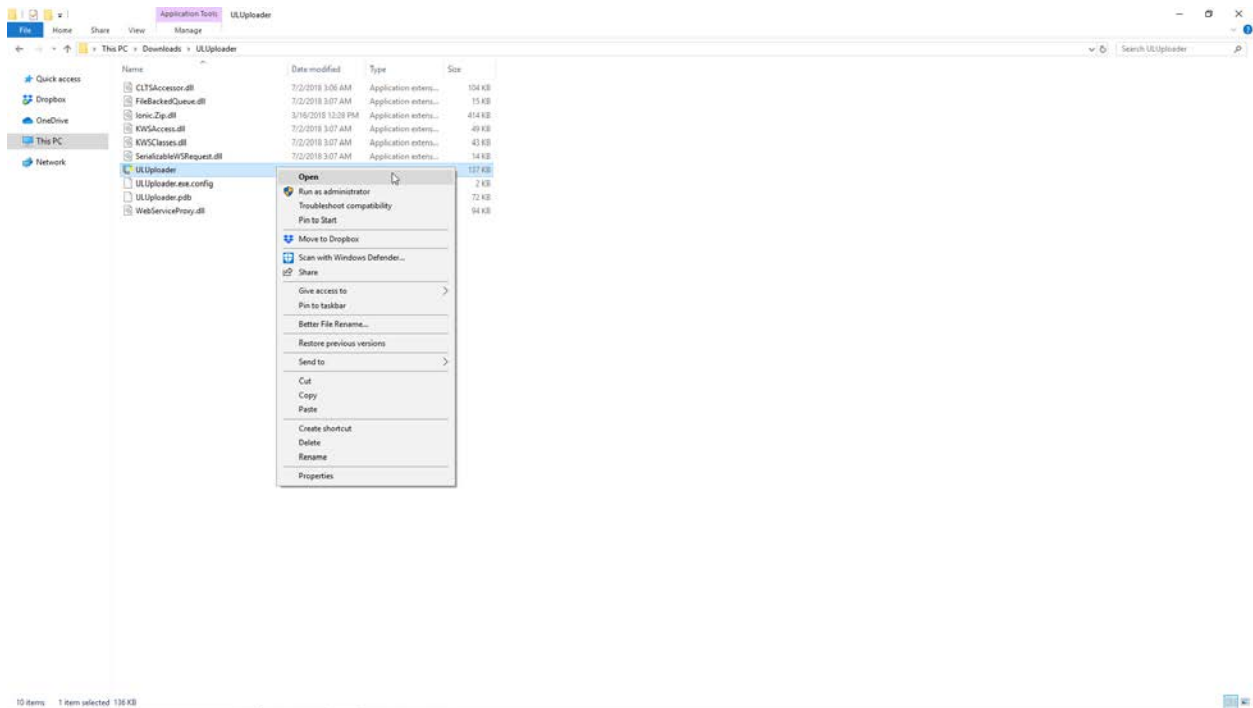 Application Tools ULUploader
File Home Share View Manage
This PC Downloads ULUploader Search ULUploader
Quick access
Dropbox
OneDrive
This PC
Network
Name Date modified Type Size
CLTSAccessor.dll 7/2/2018 3:06 AM Application extens... 104 KB
FileBackedQueue.dll 7/2/2018 3:07 AM Application extens... 15 KB
Ionic.Zip.dll 3/16/2018 12:28 PM Application extens... 414 KB
KWSAccess.dll 7/2/2018 3:07 AM Application extens... 49 KB
KWSClasses.dll 7/2/2018 3:07 AM Application extens... 43 KB
SerializableWSRequest.dll 7/2/2018 3:07 AM Application extens... 14 KB
ULUploader 137 KB
ULUploader.exe.config 2 KB
ULUploader.pdb 72 KB
WebServiceProxy.dll 94 KB
Open
Run as administrator
Troubleshoot compatibility
Pin to Start
Move to Dropbox
Scan with Windows Defender...
Share
Give access to
Pin to taskbar
Better File Rename...
Restore previous versions
Send to
Cut
Copy
Paste
Create shortcut
Delete
Rename
Properties
10 items 1 item selected 136 KB